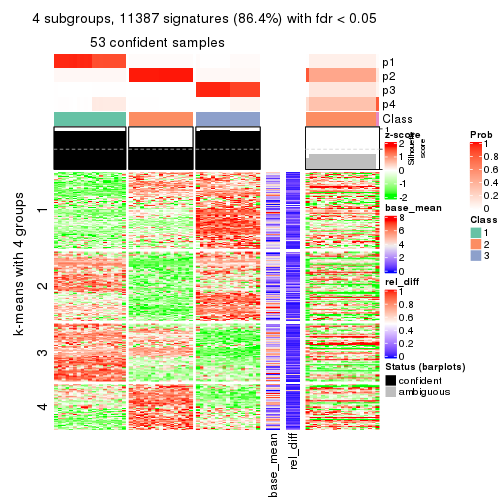 4 subgroups, 11387 signatures (86.4%) with fdr < 0.05
53 confident samples
p1
p2
p3
p4
Class
1
Silhouette
score
k-means with 4 groups
1
2
3
4
base_mean
rel_diff
z-score
2
1
0
-1
-2
base_mean
8
6
4
2
0
rel_diff
1
0.8
0.6
0.4
0.2
0
Status (barplots)
confident
ambiguous
Prob
1
0.8
0.6
0.4
0.2
0
Class
1
2
3